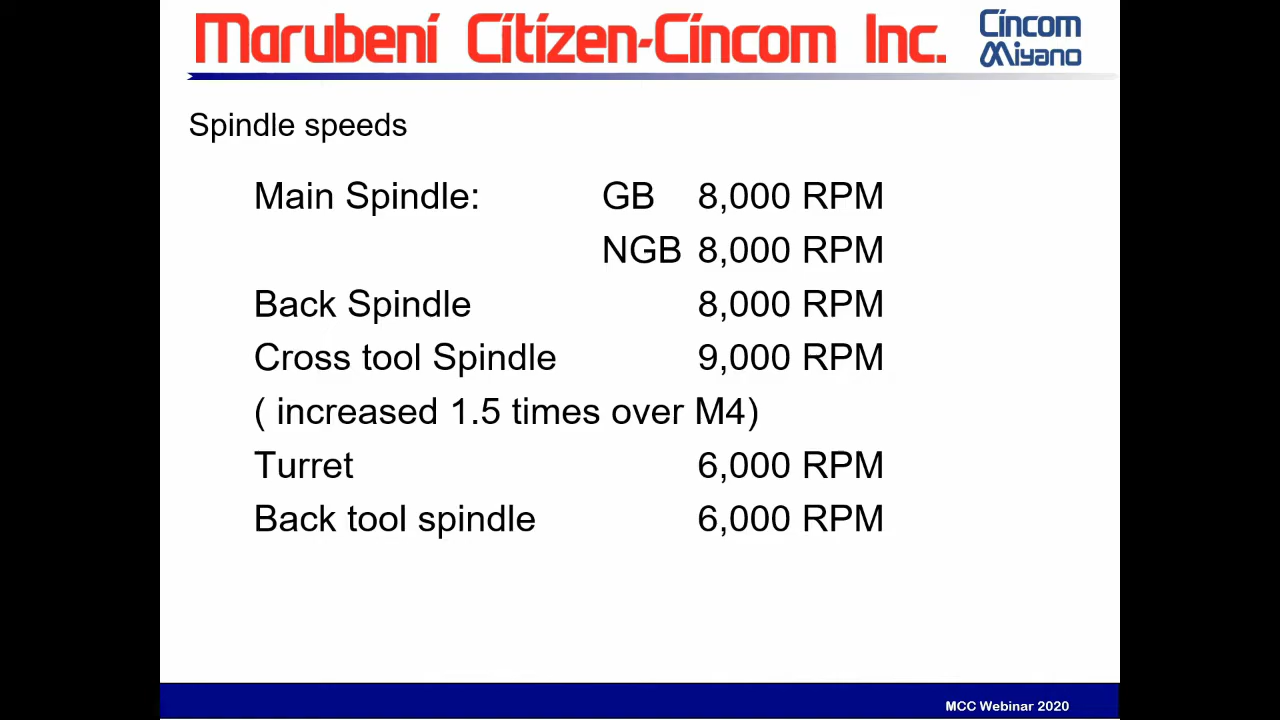 Marubeni Citizen-Cincom Inc.
Cincom
Miyano
Spindle speeds
Main Spindle: GB 8,000 RPM
NGB 8,000 RPM
Back Spindle 8,000 RPM
Cross tool Spindle 9,000 RPM
( increased 1.5 times over M4)
Turret 6,000 RPM
Back tool spindle 6,000 RPM
MCC Webinar 2020